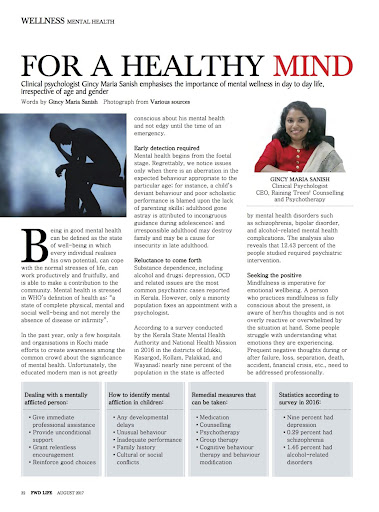 WELLNESS MENTAL HEALTH
FOR A HEALTHY MIND
Clinical psychologist Gincy Maria Sanish emphasises the importance of mental wellness in day to day life,
irrespective of age and gender
Words by Gincy Maria Sanish Photograph from Various sources
Being in good mental health
can be defined as the state
of well-being in which
every individual realises
his own potential, can cope
with the normal stresses of life, can
work productively and fruitfully, and
is able to make a contribution to the
community. Mental health is stressed
in WHO's definition of health as: "a
state of complete physical, mental and
social well-being and not merely the
absence of disease or infirmity".
In the past year, only a few hospitals
and organisations in Kochi made
efforts to create awareness among the
common crowd about the significance
of mental health. Unfortunately, the
educated modern man is not greatly
conscious about his mental health
and not edgy until the time of an
emergency.
Early detection required
Mental health begins from the foetal
stage. Regrettably, we notice issues
only when there is an aberration in the
expected behaviour appropriate to the
particular age; for instance, a child's
deviant behaviour and poor scholastic
performance is blamed upon the lack
of parenting skills; adulthood gone
astray is attributed to incongruous
guidance during adolescence; and
irresponsible adulthood may destroy
family and may be a cause for
insecurity in late adulthood.
Reluctance to come forth
Substance dependence, including
alcohol and drugs; depression, OCD
and related issues are the most
common psychiatric cases reported
in Kerala. However, only a minority
population fixes an appointment with a
psychologist.
According to a survey conducted
by the Kerala State Mental Health
Authority and National Health Mission
in 2016 in the districts of Idukki,
Kasargod, Kollam, Palakkad, and
Wayanad; nearly nine percent of the
population in the state is affected
GINCY MARIA SANISH
Clinical Psychologist
CEO, Raising Trees' Counselling
and Psychotherapy
by mental health disorders such
as schizophrenia, bipolar disorder,
and alcohol-related mental health
complications. The analysis also
reveals that 12.43 percent of the
people studied required psychiatric
intervention.
Seeking the positive
Mindfulness is imperative for
emotional wellbeing. A person
who practices mindfulness is fully
conscious about the present, is
aware of her/his thoughts and is not
overly reactive or overwhelmed by
the situation at hand. Some people
struggle with understanding what
emotions they are experiencing.
Frequent negative thoughts during or
after failure, loss, separation, death,
accident, financial crisis, etc., need to
be addressed professionally.
Dealing with a mentally
afflicted person:
• Give immediate
professional assistance
• Provide unconditional
support
• Grant relentless
encouragement
• Reinforce good choices
How to identify mental
affliction in children:
• Any developmental
delays
• Unusual behaviour
• Inadequate performance
• Family history
• Cultural or social
conflicts
Remedial measures that
can be taken:
• Medication
• Counselling
• Psychotherapy
• Group therapy
• Cognitive behaviour
therapy and behaviour
modification
Statistics according to
survey in 2016:
• Nine percent had
depression
• 0.29 percent had
schizophrenia
• 1.46 percent had
alcohol-related
disorders
22 FWD LIFE AUGUST 2017